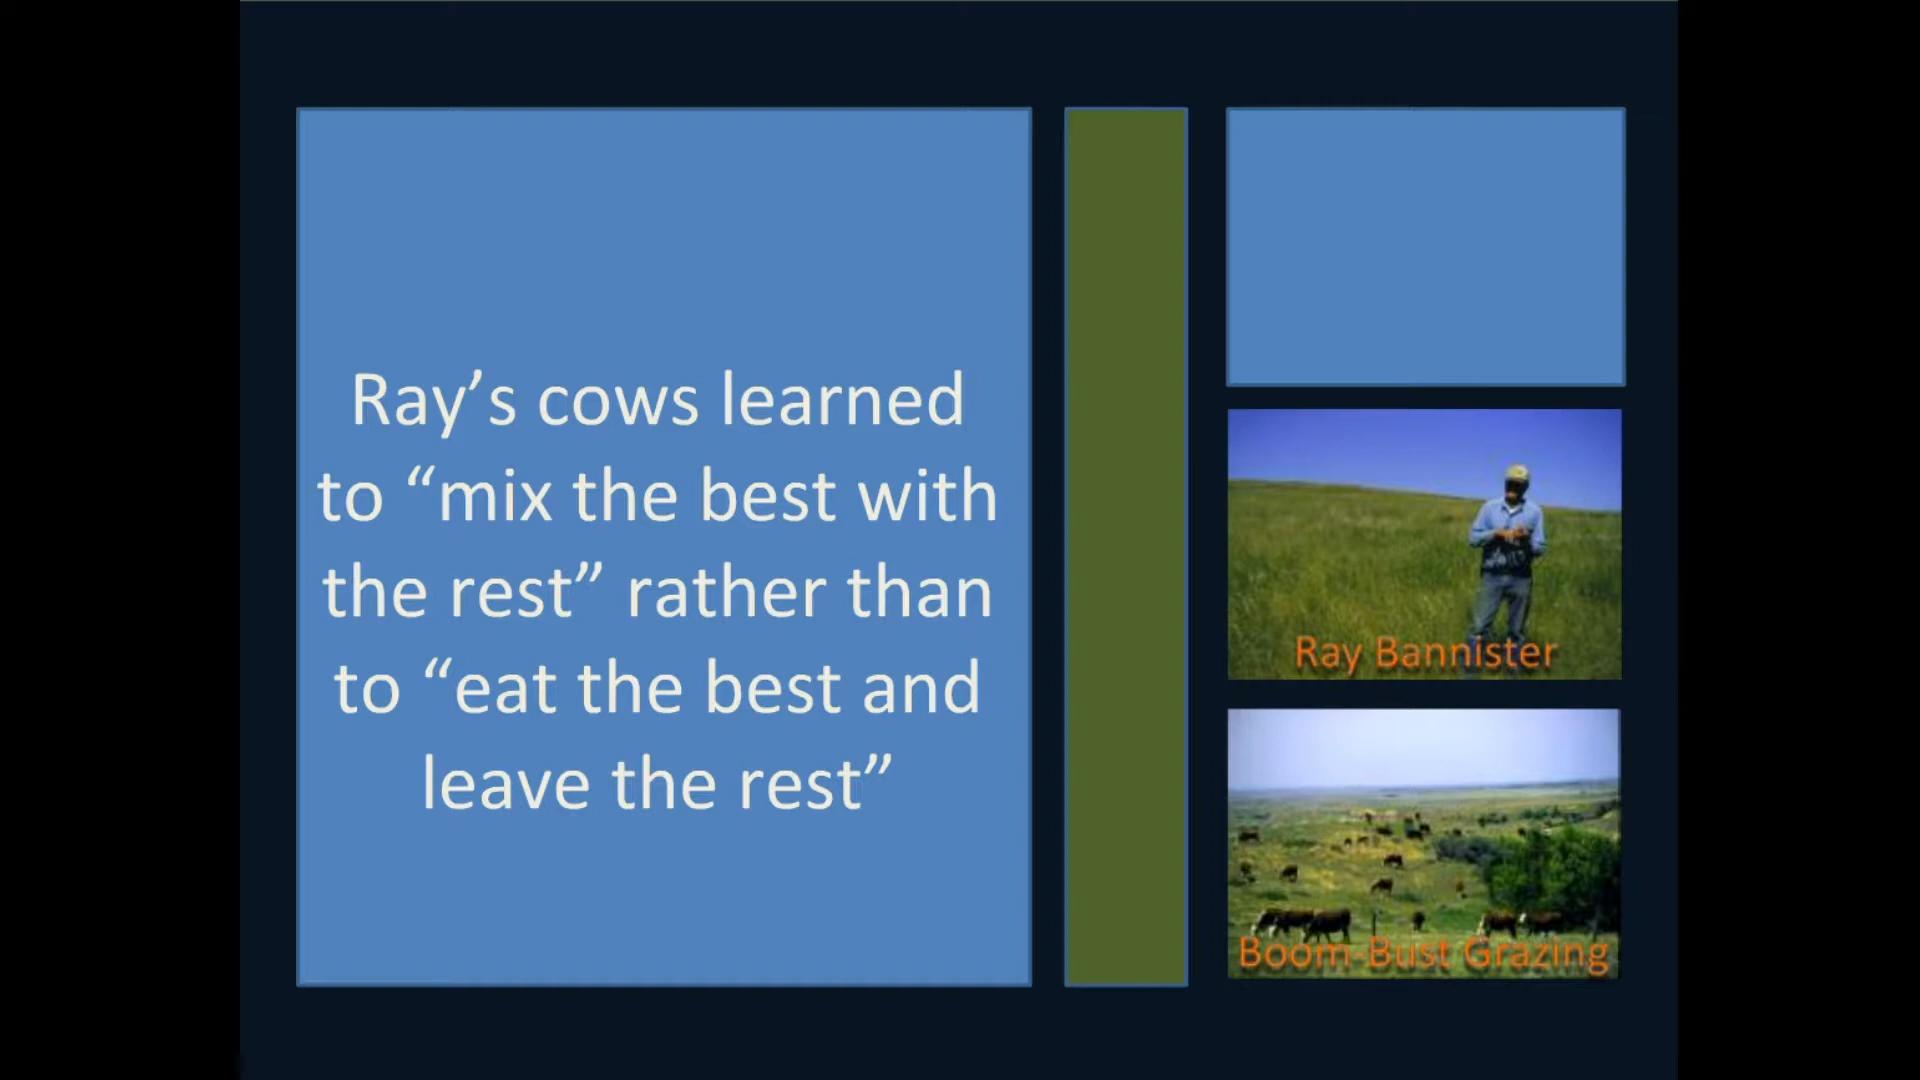 Ray’s cows learned
to “mix the best with
the rest” rather than
to “eat the best and
leave the rest”
Ray Bannister
Boom-Bust Grazing